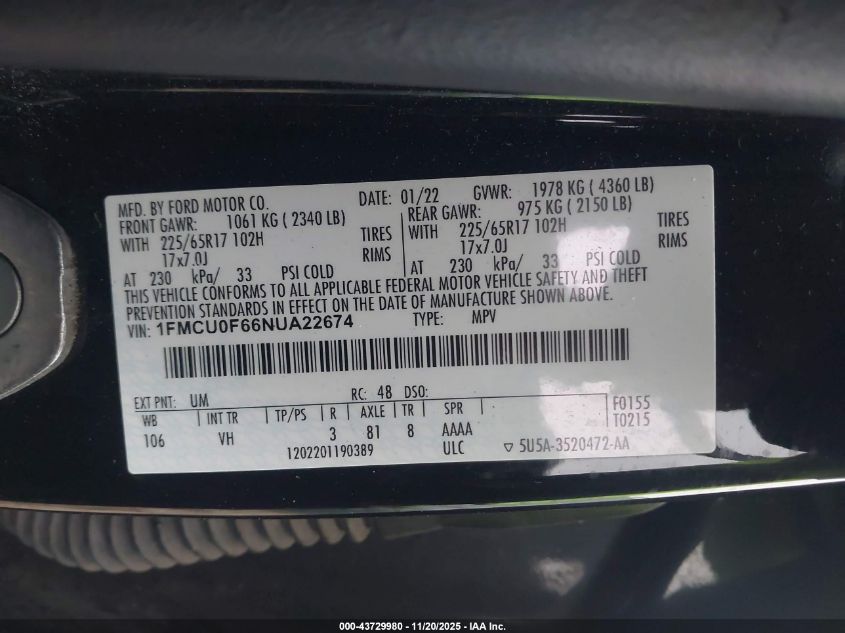 MFD. BY FORD MOTOR CO. DATE: 01/22 GVWR: 1978 KG ( 4360 LB)
FRONT GAWR: 1061 KG ( 2340 LB) REAR GAWR: 975 KG ( 2150 LB)
WITH 225/65R17 102H TIRES WITH 225/65R17 102H TIRES
17x7.0J RIMS 17x7.0J RIMS
AT 230 kPa/ 33 PSI COLD AT 230 kPa/ 33 PSI COLD
THIS VEHICLE CONFORMS TO ALL APPLICABLE FEDERAL MOTOR VEHICLE SAFETY AND THEFT
PREVENTION STANDARDS IN EFFECT ON THE DATE OF MANUFACTURE SHOWN ABOVE.
VIN: 1FMCU0F66NUA22674 TYPE: MPV
EXT PNT: UM RC: 48 DSO:
WB INT TR TP/PS R AXLE TR SPR F0155
106 VH 3 81 8 AAAA T0215
1202201190389 ULC ▽ 5U5A-3520472-AA
000-43729980 - 11/20/2025 - IAA Inc.